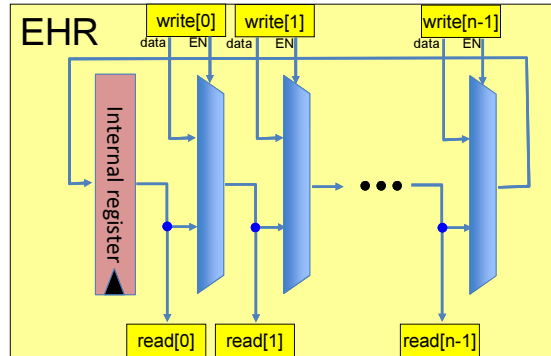 EHR
write[0] write[1] write[n-1]
data EN data EN data EN
Internal register
read[0] read[1] read[n-1]